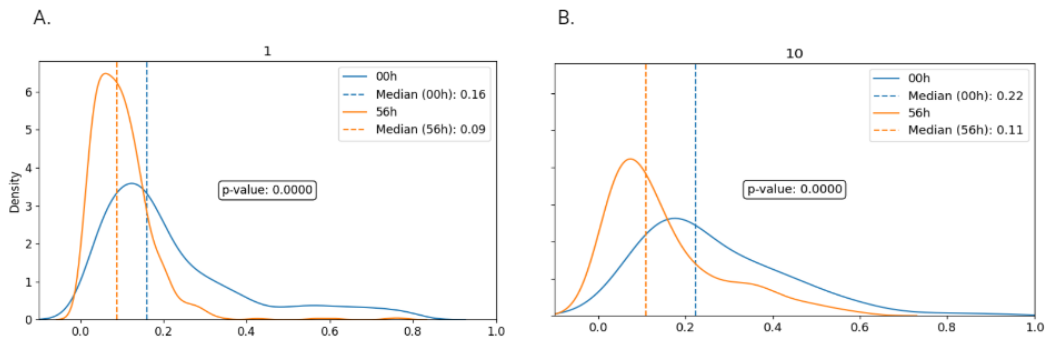 A.
1
00h
Median (00h): 0.16
56h
Median (56h): 0.09
p-value: 0.0000
Density
6
5
4
3
2
1
0
0.0 0.2 0.4 0.6 0.8 1.0
B.
10
00h
Median (00h): 0.22
56h
Median (56h): 0.11
p-value: 0.0000
0.0 0.2 0.4 0.6 0.8 1.0